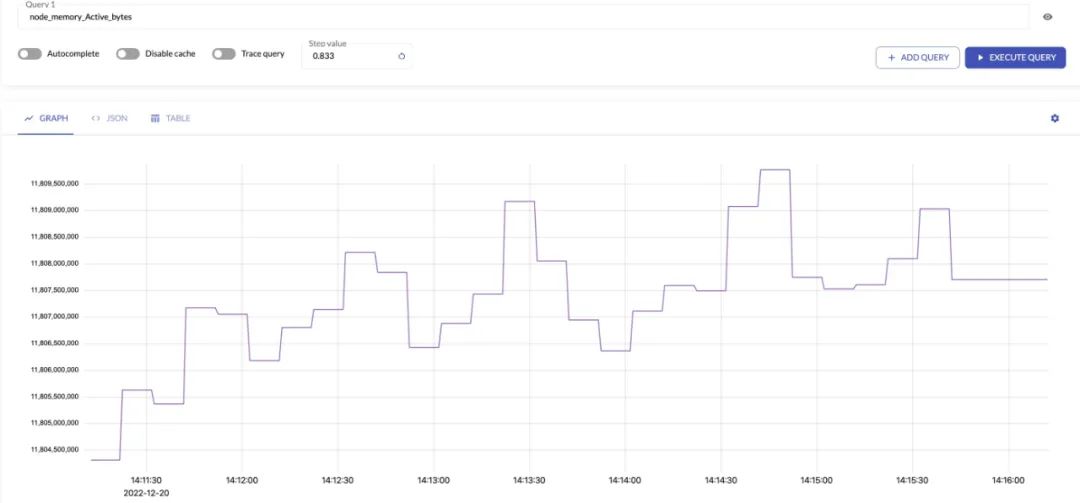 Query 1
node_memory_Active_bytes
Autocomplete
Disable cache
Trace query
Step value
0.833
ADD QUERY
EXECUTE QUERY
GRAPH
JSON
TABLE
11,809,500,000
11,809,000,000
11,808,500,000
11,808,000,000
11,807,500,000
11,807,000,000
11,806,500,000
11,806,000,000
11,805,500,000
11,805,000,000
11,804,500,000
14:11:30 14:12:00 14:12:30 14:13:00 14:13:30 14:14:00 14:14:30 14:15:00 14:15:30 14:16:00
2022-12-20